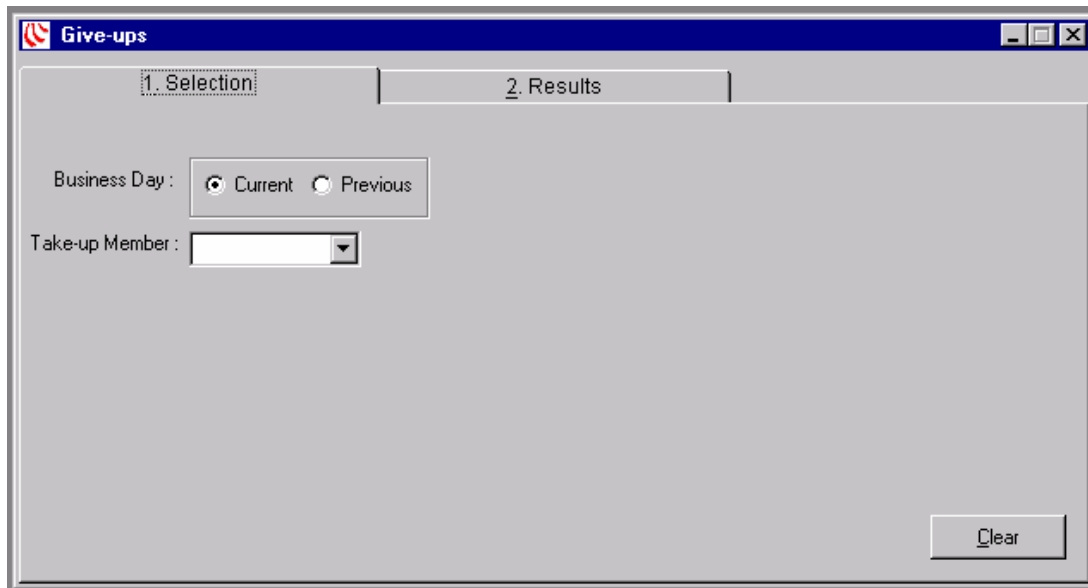 Give-ups
1. Selection
2. Results
Business Day :
Current
Previous
Take-up Member :
Clear